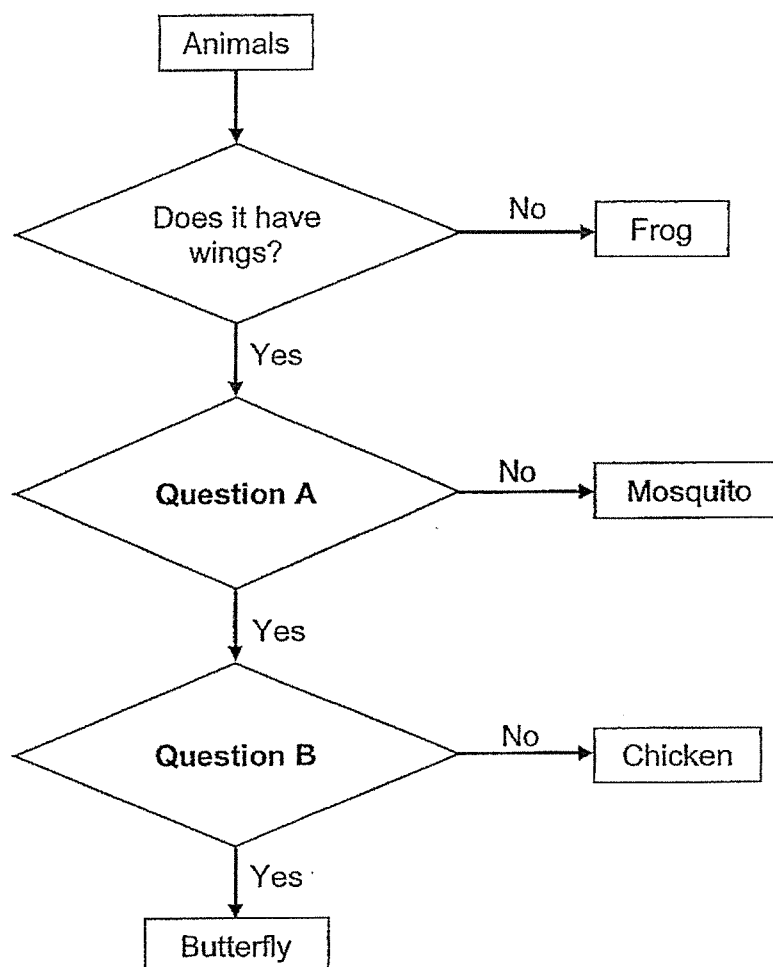 Animals
Does it have
wings?
No
Frog
Yes
Question A
No
Mosquito
Yes
Question B
No
Chicken
Yes
Butterfly